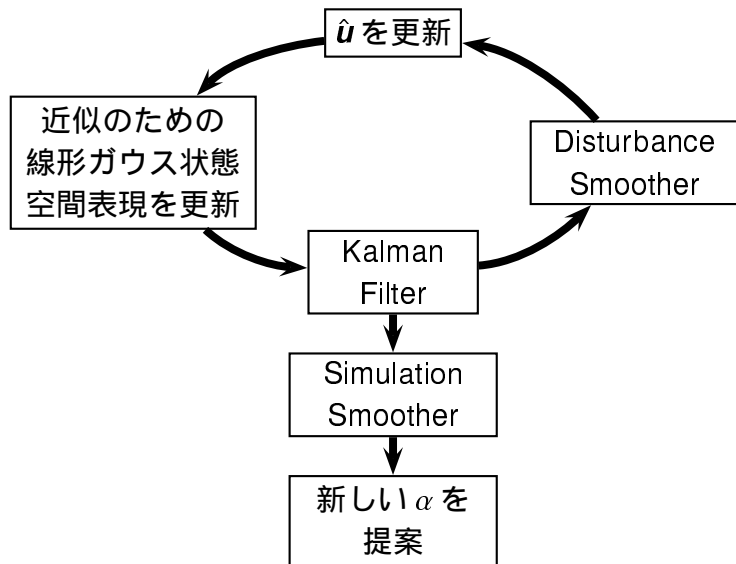 ûを更新
近似のための
線形ガウス状態
空間表現を更新
Disturbance
Smoother
Kalman
Filter
Simulation
Smoother
新しいαを
提案